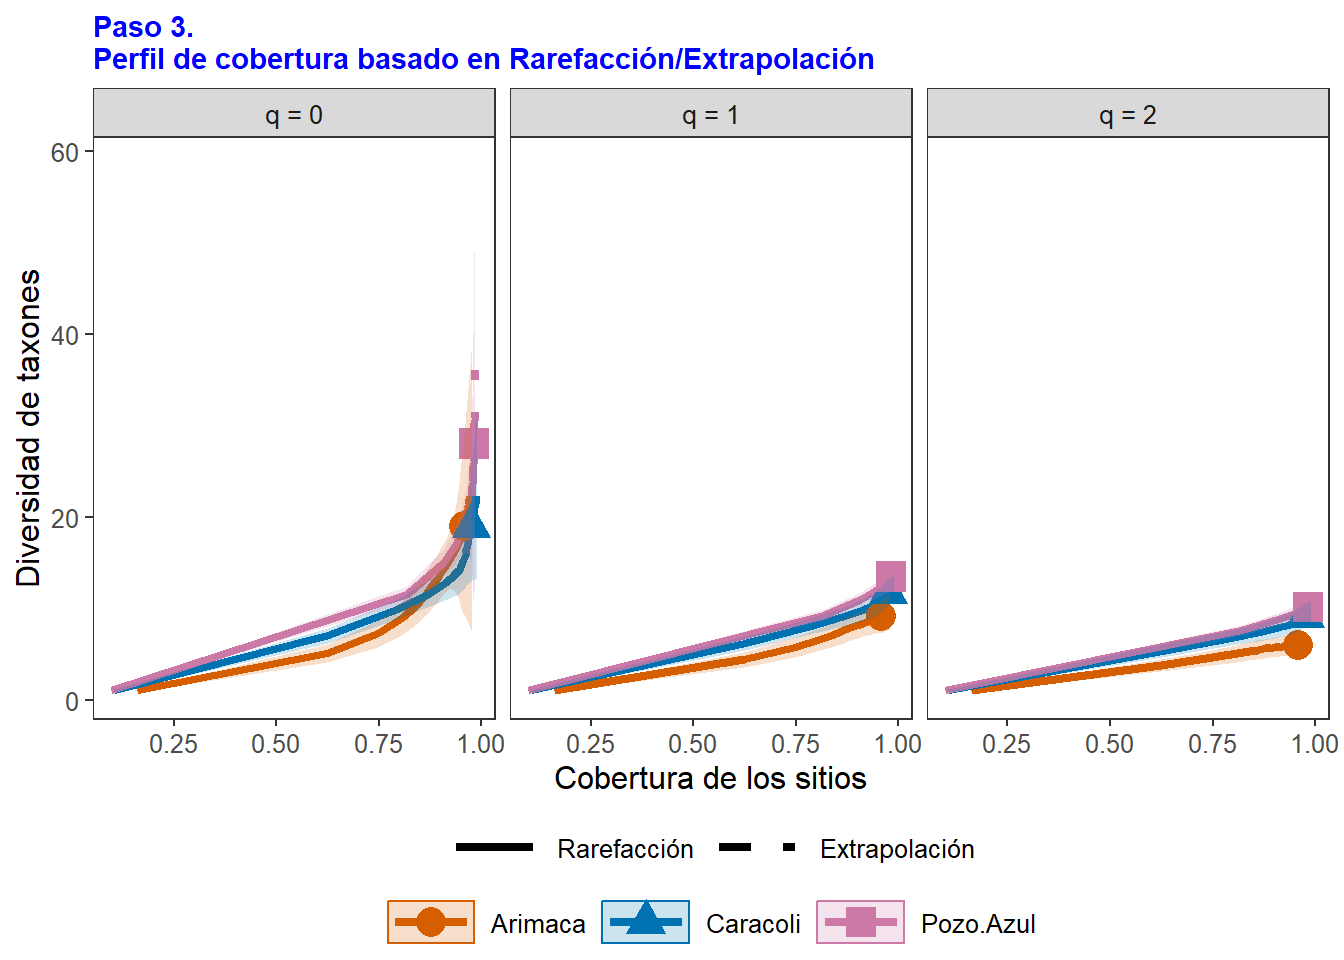 Paso 3.
Perfil de cobertura basado en Rarefacción/Extrapolación
q = 0
q = 1
q = 2
Diversidad de taxones
60
40
20
0
0.25 0.50 0.75 1.00
0.25 0.50 0.75 1.00
0.25 0.50 0.75 1.00
Cobertura de los sitios
Rarefacción Extrapolación
Arimaca Caracoli Pozo.Azul